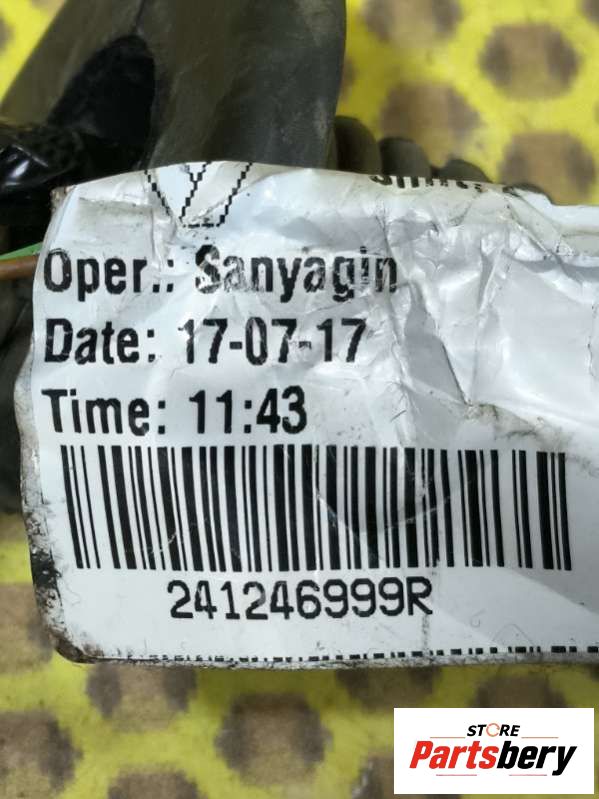 Oper.: Sanyagin
Date: 17-07-17
Time: 11:43
241246999R
STORE
Partsbery